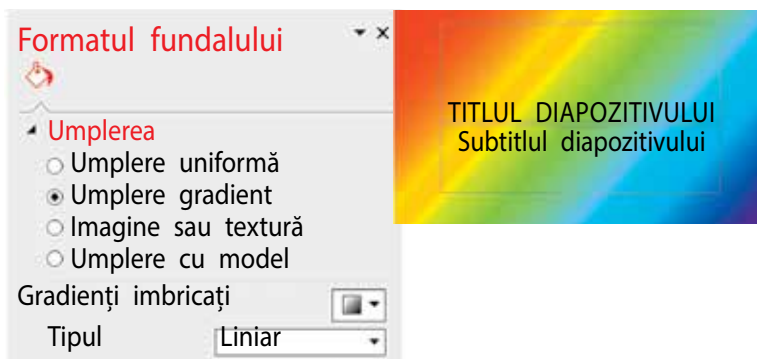 Formatul fundalului
Umplerea
Umplere uniformă
Umplere gradient
Imagine sau textură
Umplere cu model
Gradienți imbricați
Tipul Liniar
TITLUL DIAPOZITIVULUI
Subtitlul diapozitivului